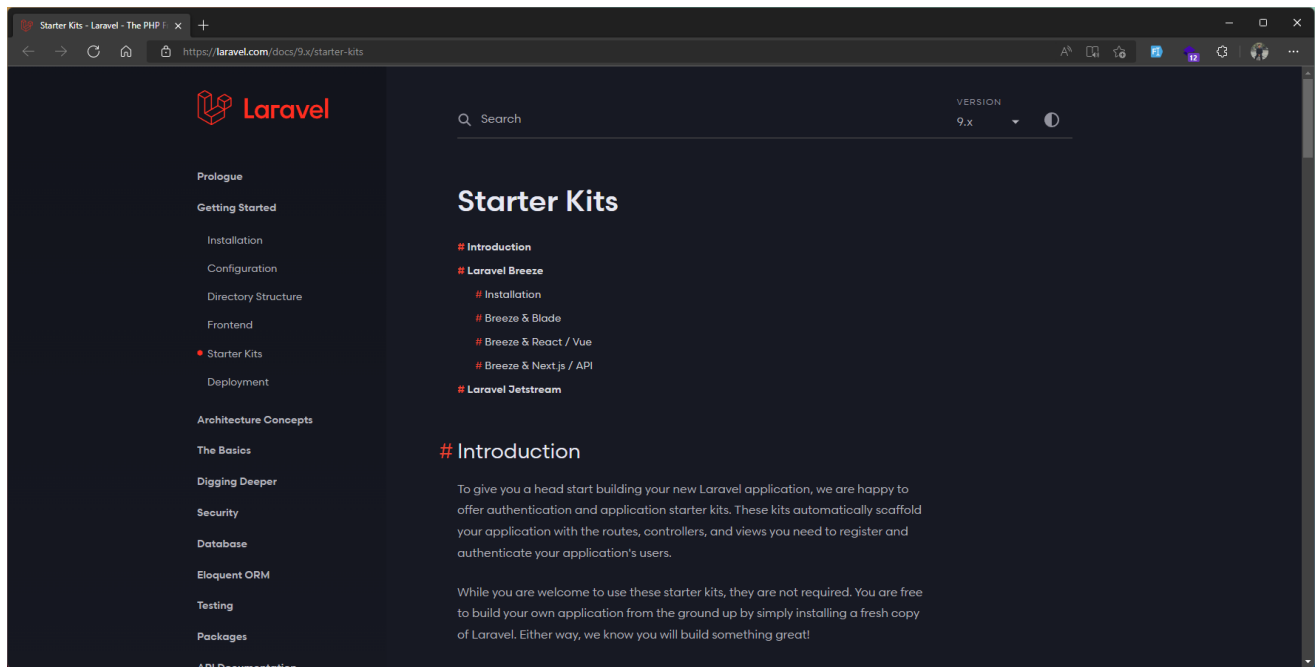 Starter Kits - Laravel - The PHP F
https://laravel.com/docs/9.x/starter-kits
12
Laravel
Search
VERSION
9.x
Prologue
Getting Started
Installation
Configuration
Directory Structure
Frontend
Starter Kits
Deployment
Architecture Concepts
The Basics
Digging Deeper
Security
Database
Eloquent ORM
Testing
Packages
API Documentation
Starter Kits
# Introduction
# Laravel Breeze
# Installation
# Breeze & Blade
# Breeze & React / Vue
# Breeze & Next.js / API
# Laravel Jetstream
# Introduction
To give you a head start building your new Laravel application, we are happy to
offer authentication and application starter kits. These kits automatically scaffold
your application with the routes, controllers, and views you need to register and
authenticate your application's users.
While you are welcome to use these starter kits, they are not required. You are free
to build your own application from the ground up by simply installing a fresh copy
of Laravel. Either way, we know you will build something great!